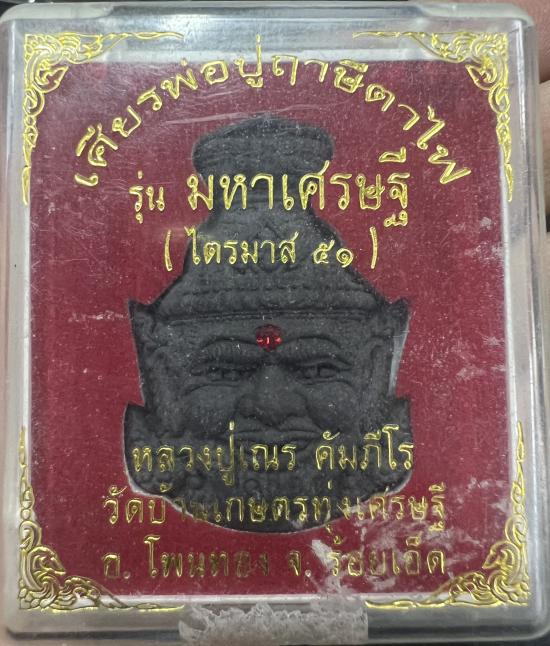 เศียรพ่อปู่ฤาษีตาไฟ
รุ่น มหาเศรษฐี
( ไตรมาส ๕๑ )
หลวงปู่เณร คัมภีโร
วัดบ้านเกษตรทุ่งเศรษฐี
อ. โพนทอง จ. ร้อยเอ็ด